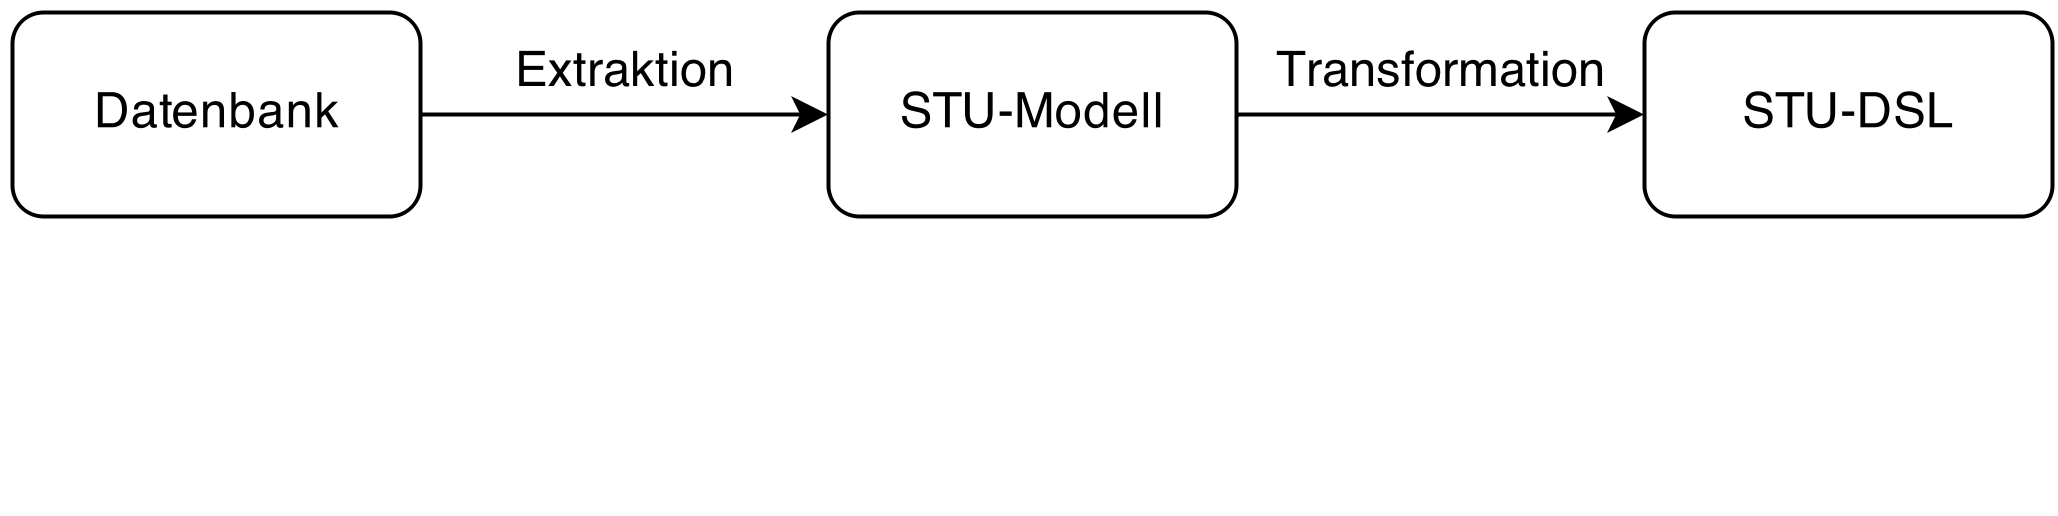 Datenbank
Extraktion
STU-Modell
Transformation
STU-DSL